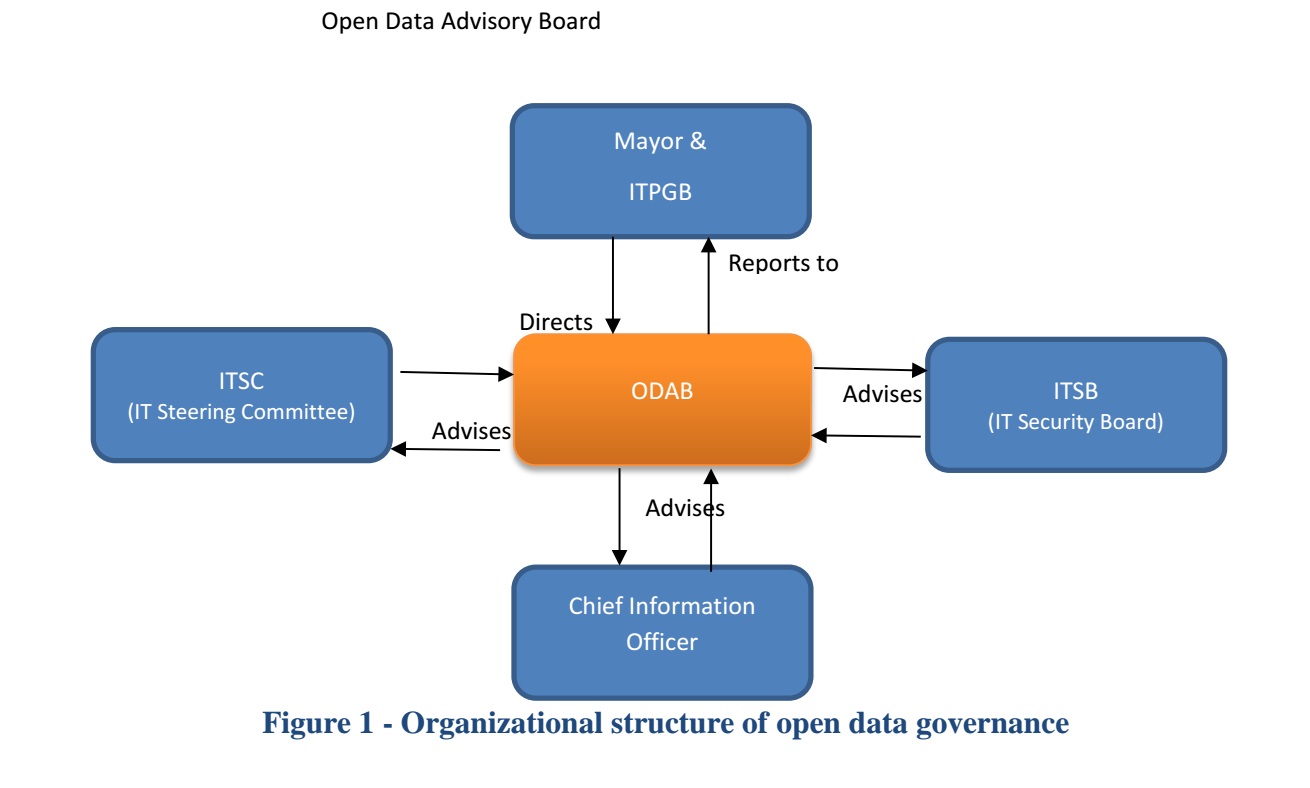 Open Data Advisory Board
Mayor &
ITPGB
Reports to
Directs
ITSC
(IT Steering Committee)
Advises
ODAB
Advises
ITSB
(IT Security Board)
Advises
Chief Information
Officer
Figure 1 - Organizational structure of open data governance